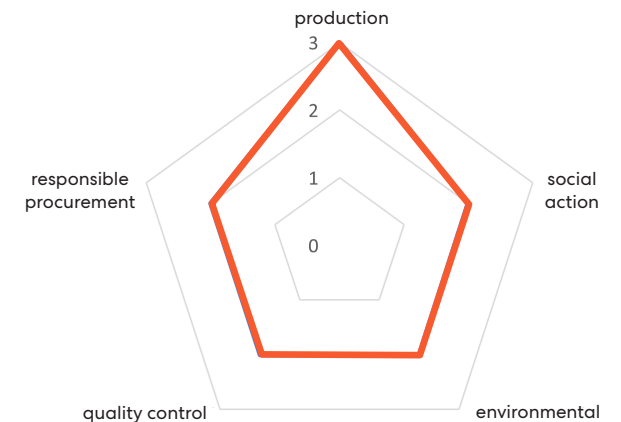 production
3
2
1
0
responsible
procurement
social
action
quality control
environmental